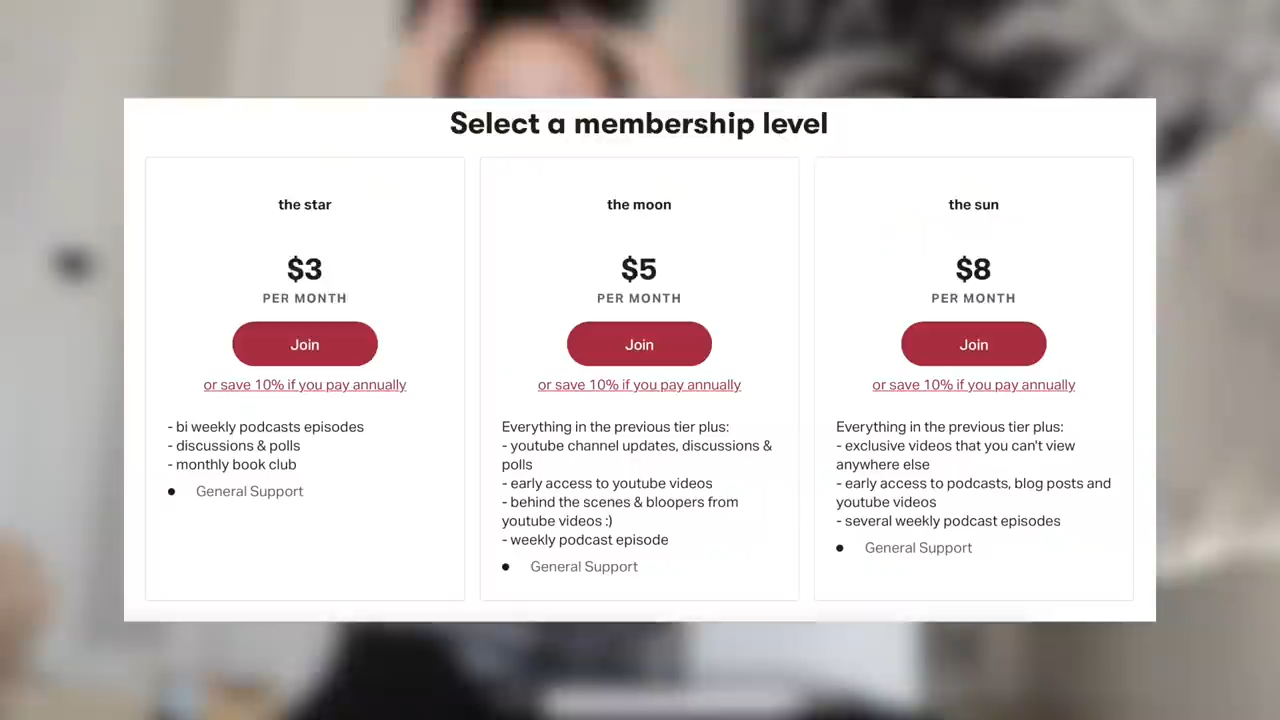 Select a membership level
the star
$3
PER MONTH
Join
or save 10% if you pay annually
- bi weekly podcasts episodes
- discussions & polls
- monthly book club
● General Support
the moon
$5
PER MONTH
Join
or save 10% if you pay annually
Everything in the previous tier plus:
- youtube channel updates, discussions &
polls
- early access to youtube videos
- behind the scenes & bloopers from
youtube videos :)
- weekly podcast episode
● General Support
the sun
$8
PER MONTH
Join
or save 10% if you pay annually
Everything in the previous tier plus:
- exclusive videos that you can't view
anywhere else
- early access to podcasts, blog posts and
youtube videos
- several weekly podcast episodes
● General Support